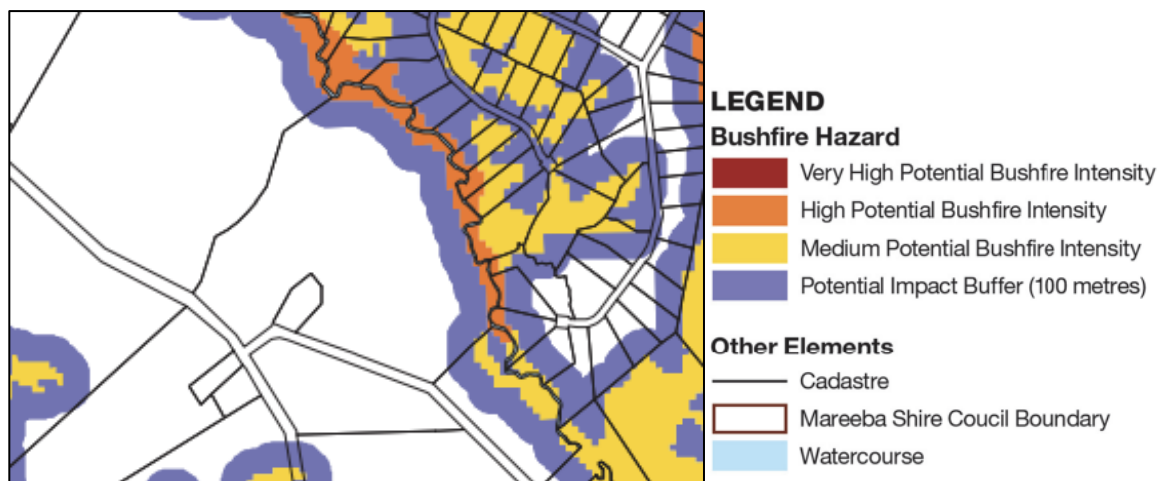 LEGEND
Bushfire Hazard
Very High Potential Bushfire Intensity
High Potential Bushfire Intensity
Medium Potential Bushfire Intensity
Potential Impact Buffer (100 metres)
Other Elements
Cadastre
Mareeba Shire Coucil Boundary
Watercourse